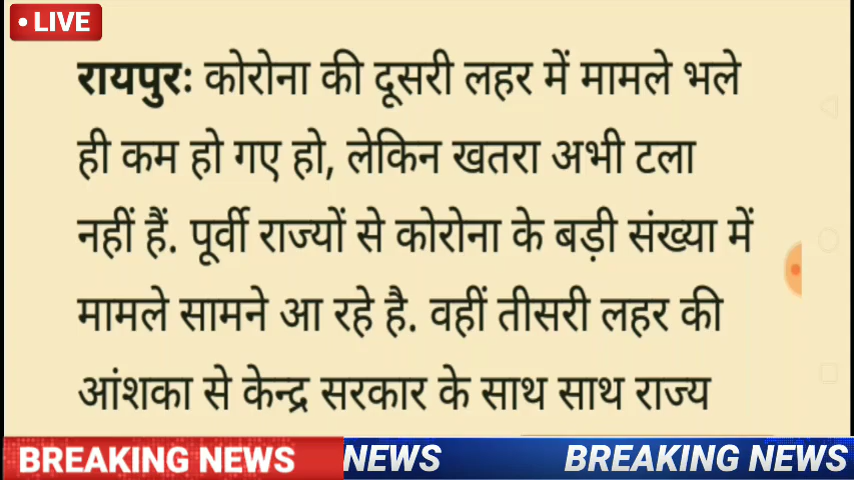 • LIVE
रायपुरः कोरोना की दूसरी लहर में मामले भले
ही कम हो गए हो, लेकिन खतरा अभी टला
नहीं हैं. पूर्वी राज्यों से कोरोना के बड़ी संख्या में
मामले सामने आ रहे है. वहीं तीसरी लहर की
आंशका से केन्द्र सरकार के साथ साथ राज्य
BREAKING NEWS NEWS BREAKING NEWS